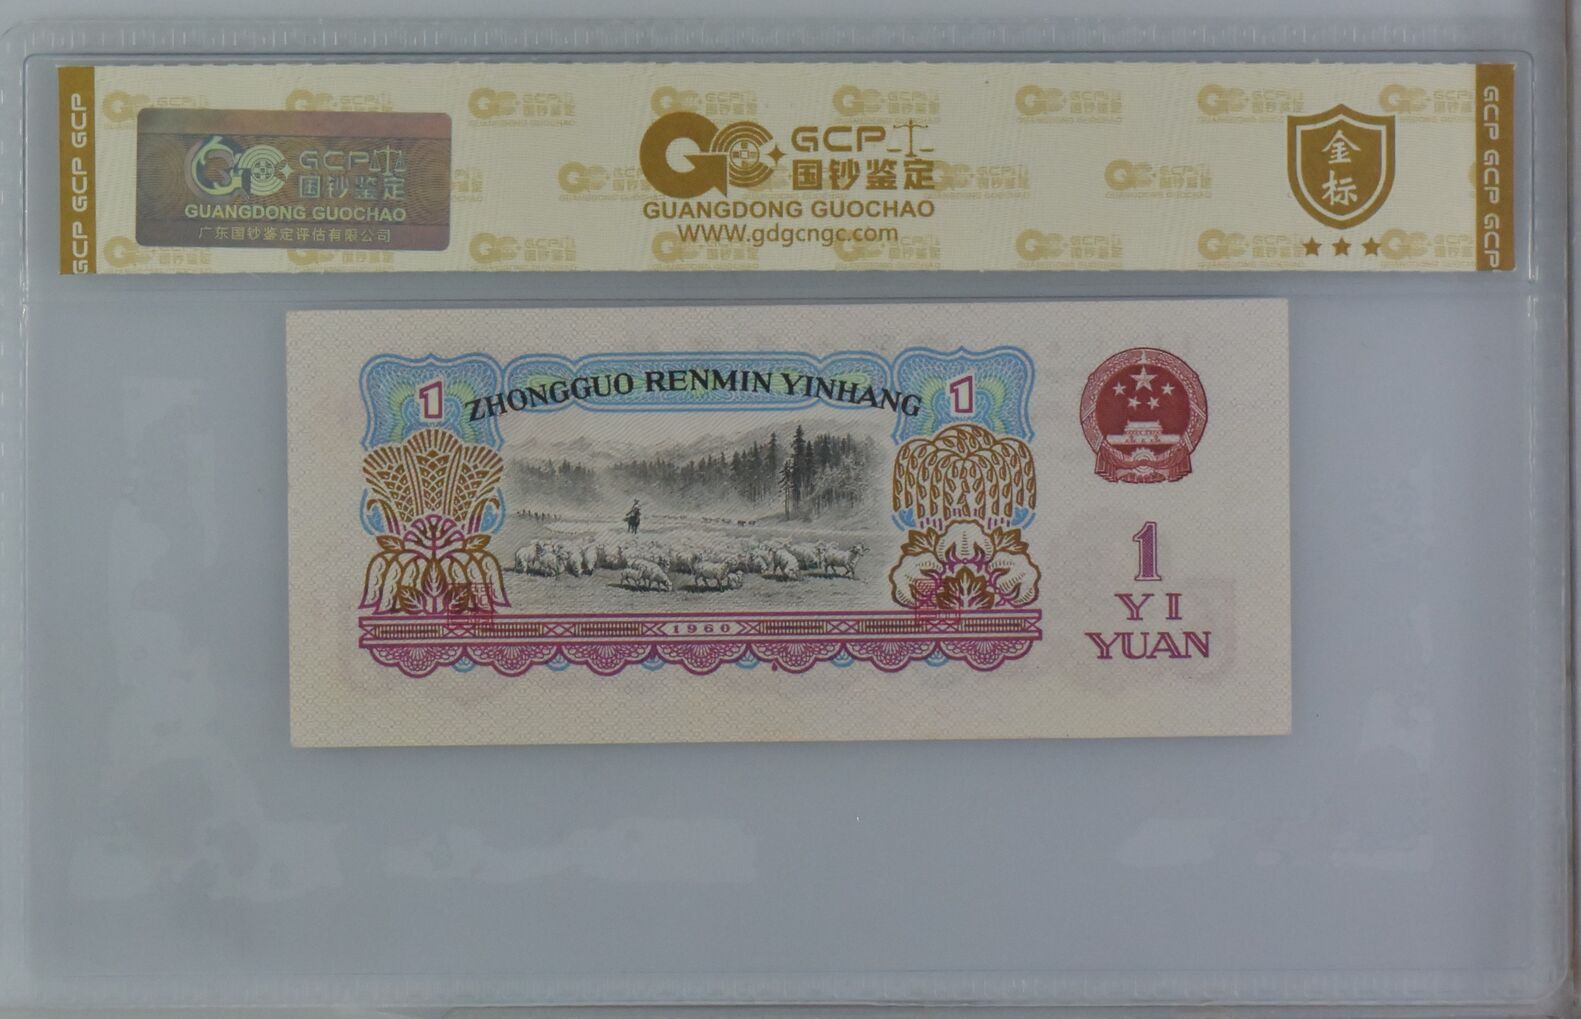 GCP GCP GCP
GCP
国钞鉴定
GUANGDONG GUOCHAO
广东国钞鉴定评估有限公司
GCP
国钞鉴定
GUANGDONG GUOCHAO
WWW.gdgcngc.com
金
标
GCP GCP GCP
1
ZHONGGUO RENMIN YINHANG
1
1960
1
YI
YUAN